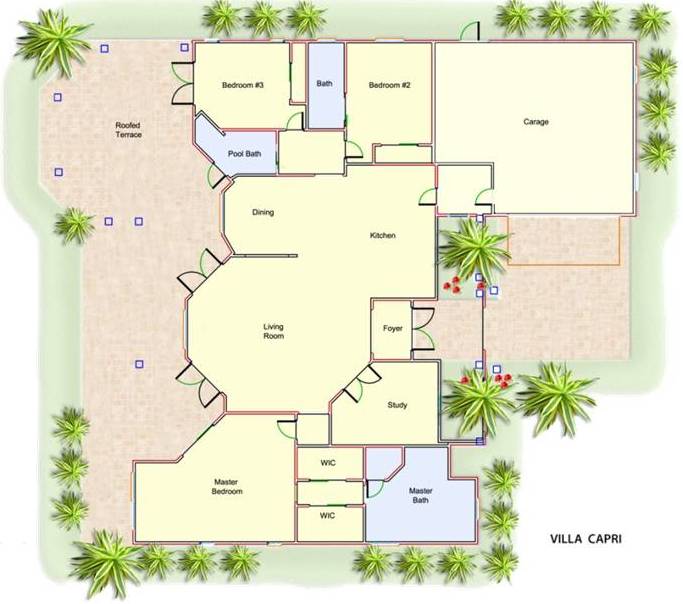 Bedroom #3
Bath
Bedroom #2
Carage
Roofed
Terrace
Pool Bath
Dining
Kitchen
Living
Room
Foyer
Study
WIC
Master
Bedroom
Master
Bath
WIC
VILLA CAPRI